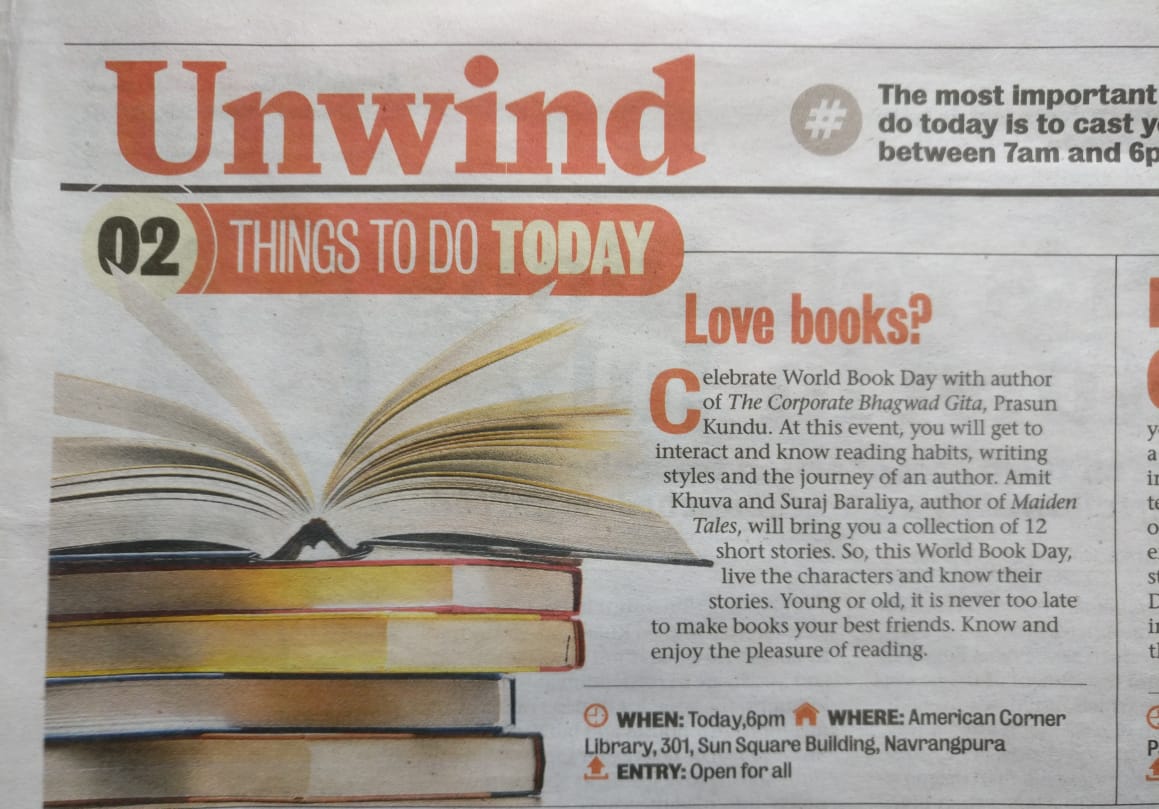 Unwind
# The most important
do today is to cast
between 7am and
02 THINGS TO DO TODAY
Love books?
Celebrate World Book Day with author
of The Corporate Bhagwad Gita, Prasun
Kundu. At this event, you will get to
interact and know reading habits, writing
styles and the journey of an author. Amit
Khuva and Suraj Baraliya, author of Maiden
Tales, will bring you a collection of 12
short stories. So, this World Book Day,
live the characters and know their
stories. Young or old, it is never too late
to make books your best friends. Know and
enjoy the pleasure of reading.
WHEN: Today,6pm WHERE: American Corner
Library, 301, Sun Square Building, Navrangpura
ENTRY: Open for all